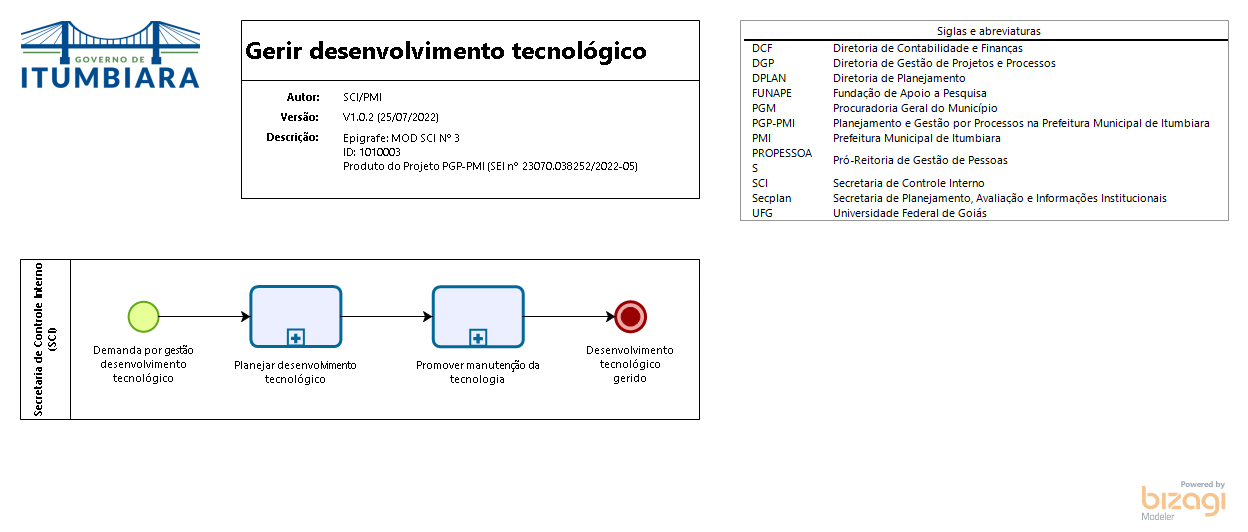 GOVERNO DE
ITUMBIARA
Gerir desenvolvimento tecnológico
Autor: SCI/PMI
Versão: V1.0.2 (25/07/2022)
Descrição: Epigrafe: MOD SCI Nº 3
ID: 1010003
Produto do Projeto PGP-PMI (SEI nº 23070.038252/2022-05)
Siglas e abreviaturas
DCF Diretoria de Contabilidade e Finanças
DGP Diretoria de Gestão de Projetos e Processos
DPLAN Diretoria de Planejamento
FUNAPE Fundação de Apoio a Pesquisa
PGM Procuradoria Geral do Município
PGP-PMI Planejamento e Gestão por Processos na Prefeitura Municipal de Itumbiara
PMI Prefeitura Municipal de Itumbiara
PROPESSOA
S Pró-Reitoria de Gestão de Pessoas
SCI Secretaria de Controle Interno
Secplan Secretaria de Planejamento, Avaliação e Informações Institucionais
UFG Universidade Federal de Goiás
Secretaria de Controle Interno
(SCI)
Demanda por gestão
desenvolvimento
tecnológico
Planejar desenvolvimento
tecnológico
Promover manutenção da
tecnologia
Desenvolvimento
tecnológico
gerido
Powered by
bizagi
Modeler